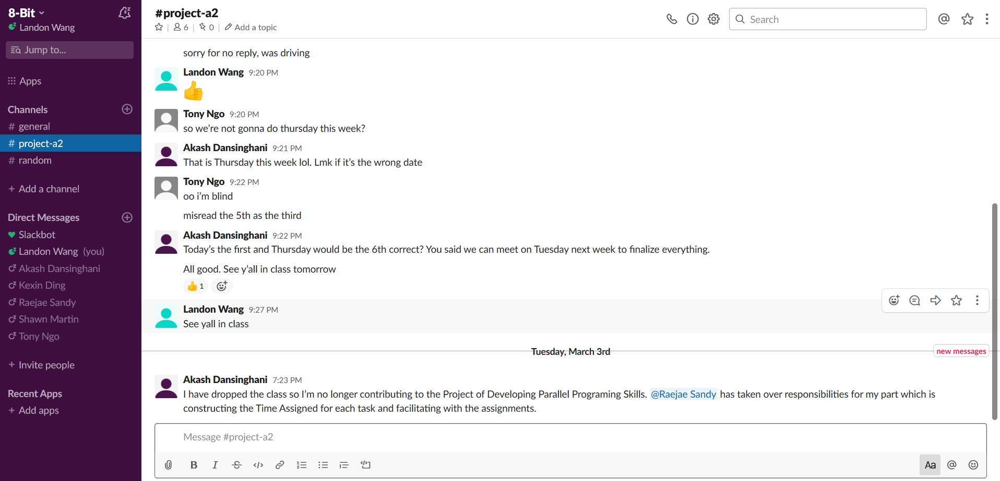 8-Bit
Landon Wang
Jump to...
Apps
Channels
# general
# project-a2
# random
+ Add a channel
Direct Messages
Slackbot
Landon Wang (you)
Akash Dansinghani
Kexin Ding
Raejae Sandy
Shawn Martin
Tony Ngo
+ Invite people
Recent Apps
+ Add apps
#project-a2
6 | 0 | Add a topic
Search
sorry for no reply, was driving
Landon Wang 9:20 PM
Tony Ngo 9:20 PM
so we’re not gonna do thursday this week?
Akash Dansinghani 9:21 PM
That is Thursday this week lol. Lmk if it’s the wrong date
Tony Ngo 9:22 PM
oo i’m blind
misread the 5th as the third
Akash Dansinghani 9:22 PM
Today’s the first and Thursday would be the 6th correct? You said we can meet on Tuesday next week to finalize everything.
All good. See y’all in class tomorrow
1
Landon Wang 9:27 PM
See yall in class
Tuesday, March 3rd
new messages
Akash Dansinghani 7:23 PM
I have dropped the class so I’m no longer contributing to the Project of Developing Parallel Programing Skills. @Raejae Sandy has taken over responsibilities for my part which is
constructing the Time Assigned for each task and facilitating with the assignments.
Message #project-a2
B I Aa @